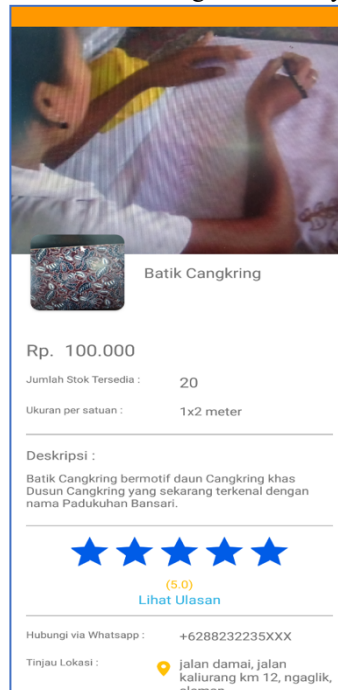 Batik Cangkring
Rp. 100.000
Jumlah Stok Tersedia : 20
Ukuran per satuan : 1x2 meter
Deskripsi :
Batik Cangkring bermotif daun Cangkring khas
Dusun Cangkring yang sekarang terkenal dengan
nama Padukuhan Bansari.
(5.0)
Lihat Ulasan
Hubungi via Whatsapp : +6288232235XXX
Tinjau Lokasi : jalan damai, jalan
kaliurang km 12, ngaglik,